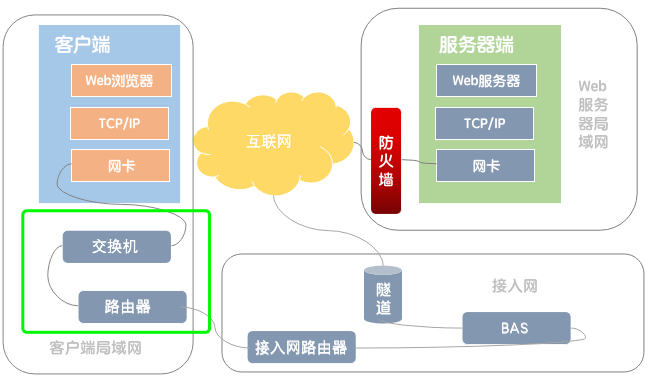 客户端
Web浏览器
TCP/IP
网卡
交换机
路由器
客户端局域网
互联网
防
火
墙
服务器端
Web服务器
TCP/IP
网卡
Web
服务
器局
域网
隧
道
接入网
BAS
接入网路由器